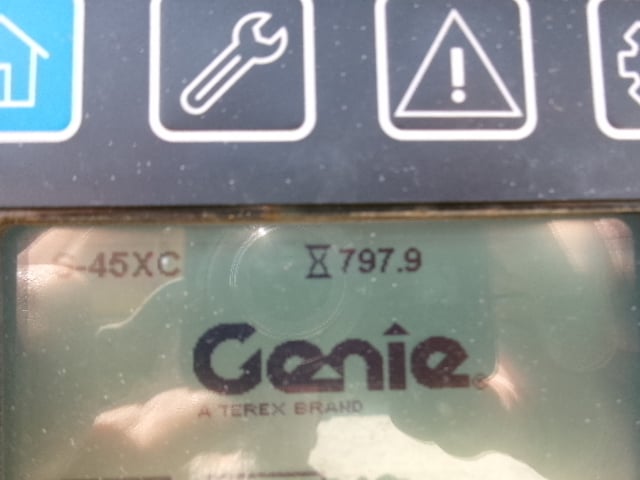 S-45XC 797.9
Genie
A TEREX BRAND